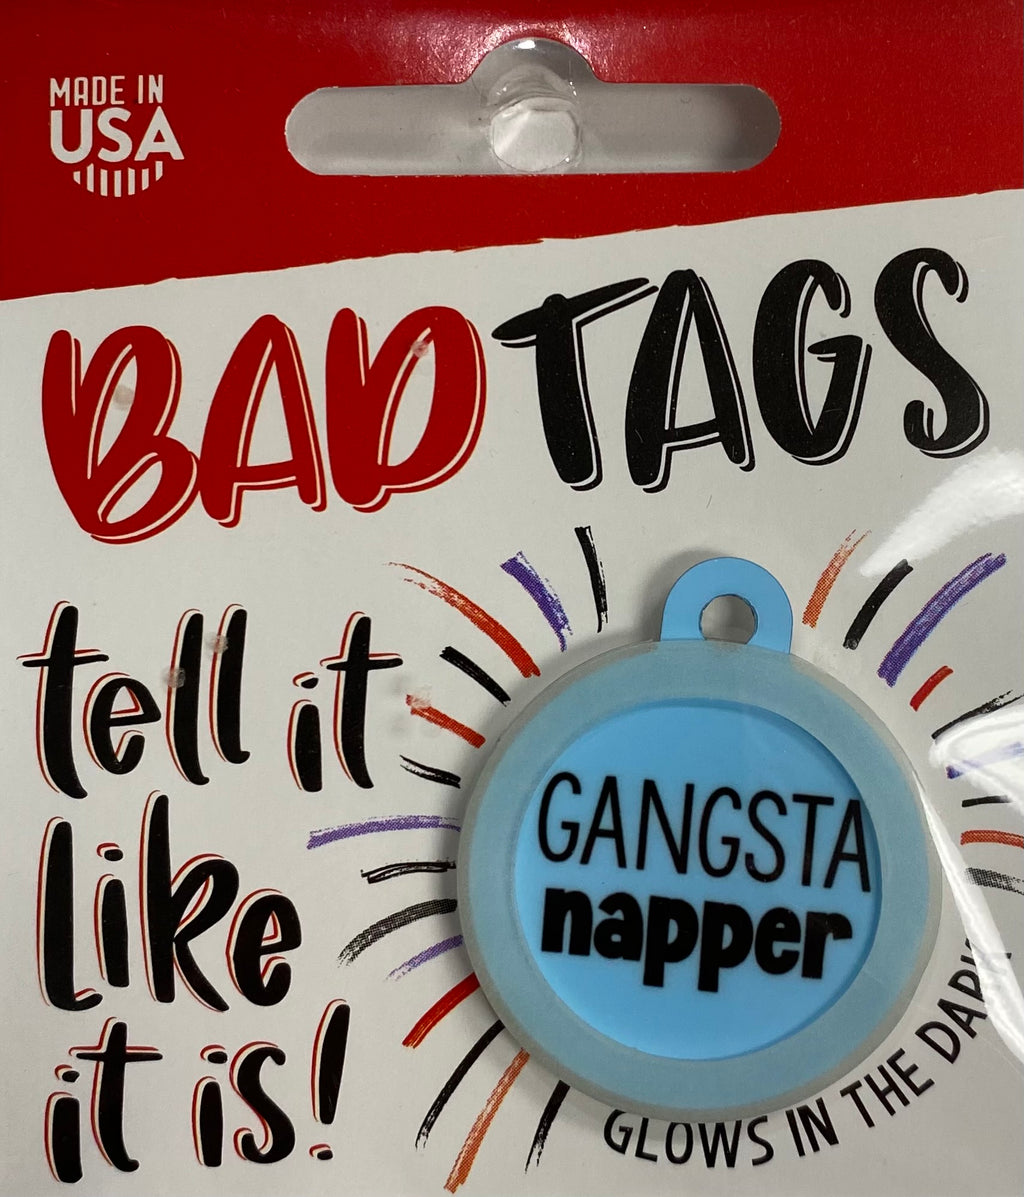 MADE IN
USA
BAD TAGS
tell it
like
it is!
GANGSTA
napper
GLOWS IN THE DARK